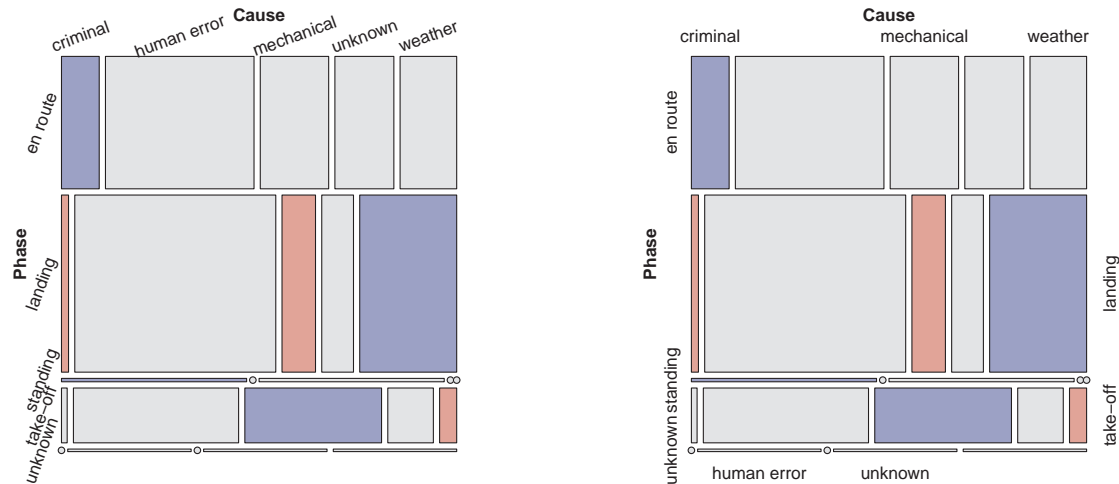 Cause
criminal
human error
mechanical
unknown
weather
Phase
en route
landing
standing
take−off
unknown
Cause
criminal
mechanical
weather
Phase
en route
landing
standing
take−off
unknown
human error
unknown